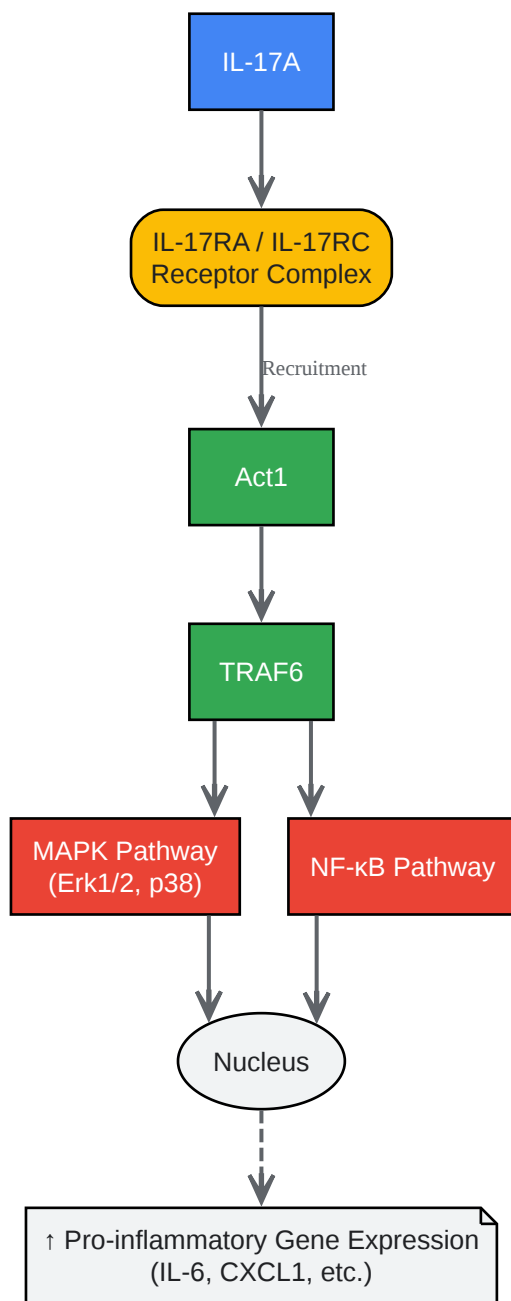 IL-17A
IL-17RA / IL-17RC
Receptor Complex
Recruitment
Act1
TRAF6
MAPK Pathway
(Erk1/2, p38)
NF-κB Pathway
Nucleus
↑ Pro-inflammatory Gene Expression
(IL-6, CXCL1, etc.)